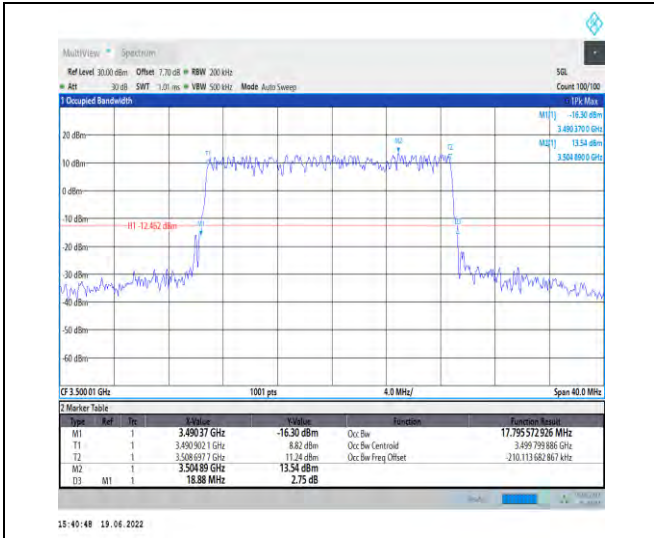 MultiView Spectrum
Ref Level 30.00 dBm Offset 7.70 dB RBW 200 kHz SGL
Att 30 dB SWT 1.01 ms VBW 500 kHz Mode Auto Sweep Count 100/100
1 Occupied Bandwidth 1Pk Max
M1[1] -16.30 dBm
3.490 370 0 GHz
M2[1] 13.54 dBm
3.504 890 0 GHz
20 dBm
M2
T1
T2
10 dBm
0 dBm
-10 dBm
H1 -12.462 dBm
M1
D3
-20 dBm
-30 dBm
-40 dBm
-50 dBm
-60 dBm
CF 3.500 01 GHz 1001 pts 4.0 MHz/ Span 40.0 MHz
2 Marker Table
Type Ref Trc X-Value Y-Value Function Function Result
M1 1 3.490 37 GHz -16.30 dBm Occ Bw 17.795 572 926 MHz
T1 1 3.490 902 1 GHz 8.82 dBm Occ Bw Centroid 3.499 799 886 GHz
T2 1 3.508 697 7 GHz 11.24 dBm Occ Bw Freq Offset -210.113 682 867 kHz
M2 1 3.504 89 GHz 13.54 dBm
D3 M1 1 18.88 MHz 2.75 dB
15:40:48 19.06.2022